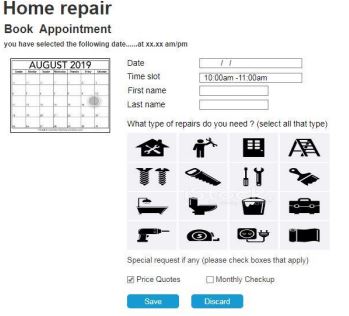 Home repair
Book Appointment
you have selected the following date......at xx.xx am/pm
AUGUST 2019
Date / /
Time slot 10:00am -11:00am
First name
Last name
What type of repairs do you need ? (select all that type)
Special request if any (please check boxes that apply)
Price Quotes Monthly Checkup
Save Discard